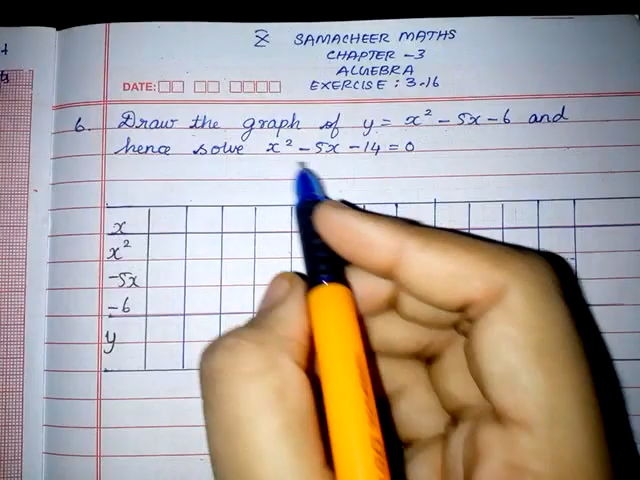 X SAMACHEER MATHS
CHAPTER -3
ALGEBRA
DATE:
EXERCISE : 3.16
6. Draw the graph of y = x² - 5x - 6 and
hence solve x² - 5x - 14 = 0
x
x²
-5x
-6
y